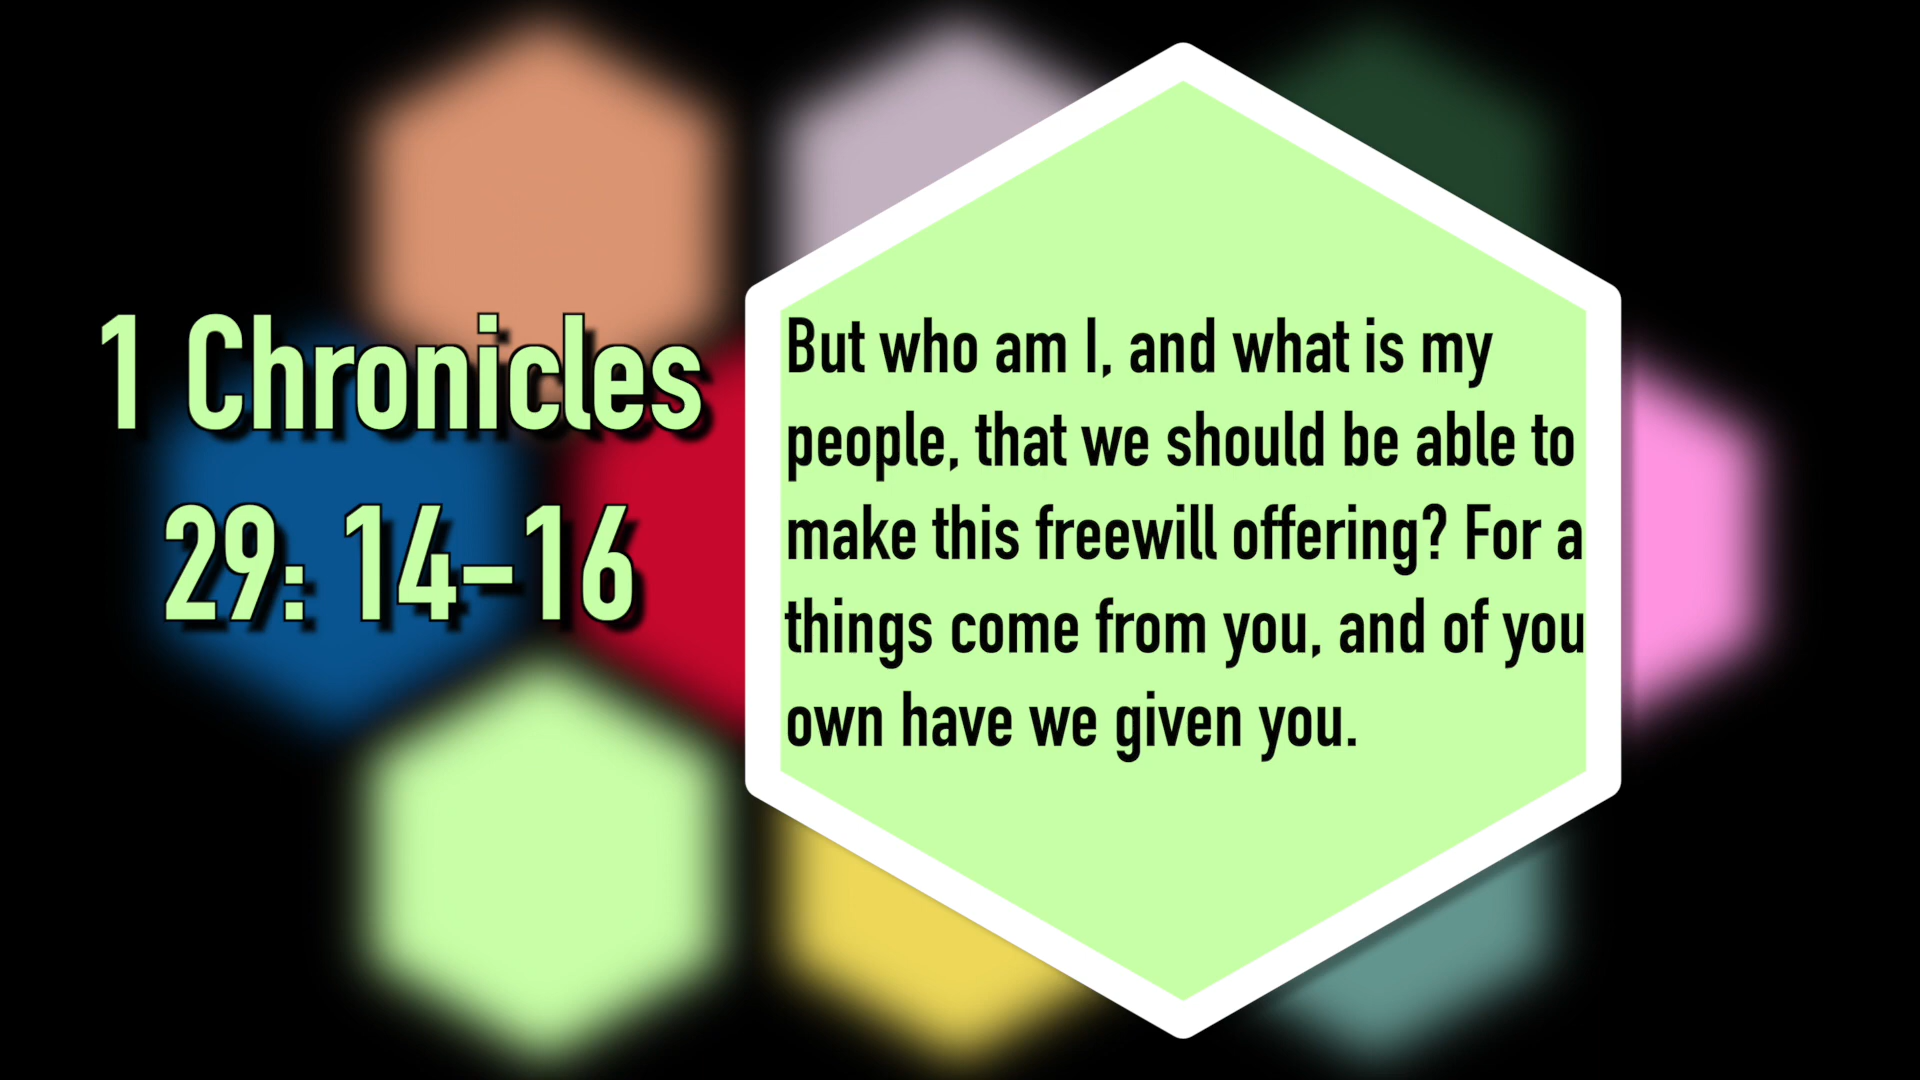 1 Chronicles
29: 14-16
But who am I, and what is my
people, that we should be able to
make this freewill offering? For a
things come from you, and of you
own have we given you.